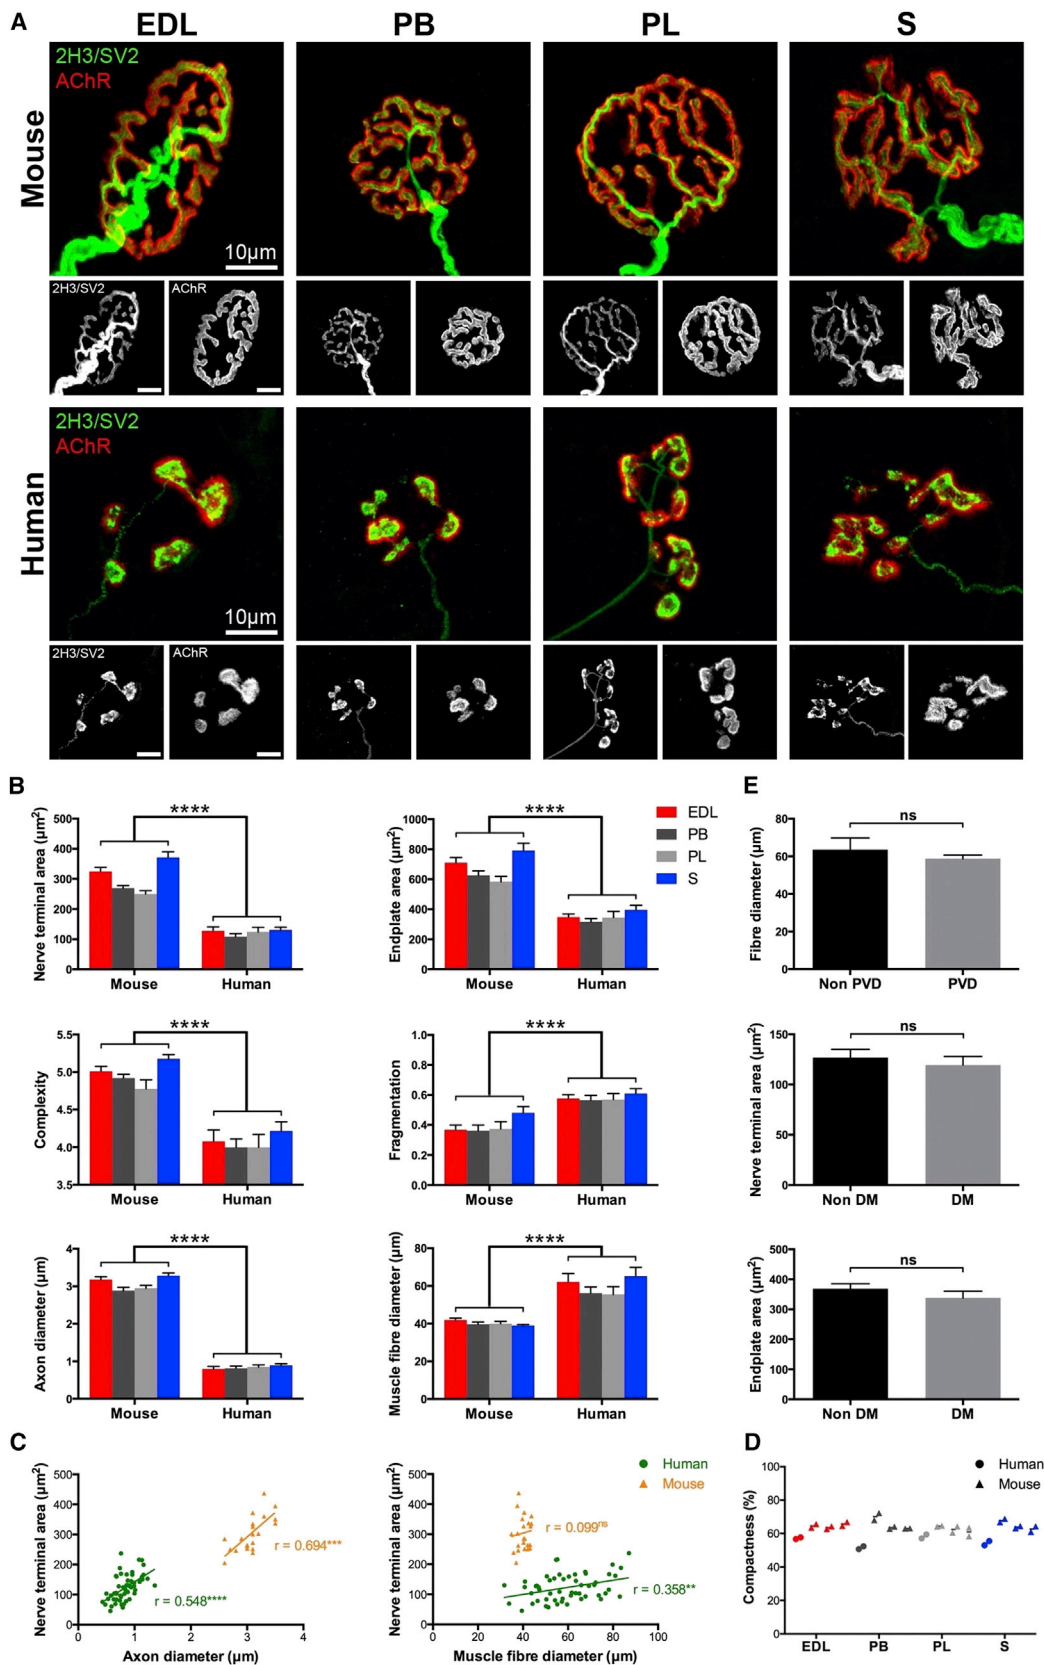 A
EDL PB PL S
Mouse
2H3/SV2
AChR
10µm
2H3/SV2 AChR
Human
2H3/SV2
AChR
10µm
2H3/SV2 AChR
B
Nerve terminal area (µm²)
500
400
300
200
100
0
****
Mouse Human
Endplate area (µm²)
1000
800
600
400
200
0
****
Mouse Human
EDL
PB
PL
S
Complexity
5.5
5.0
4.5
4.0
3.5
****
Mouse Human
Fragmentation
1.0
0.8
0.6
0.4
0.2
0.0
****
Mouse Human
Axon diameter (µm)
4
3
2
1
0
****
Mouse Human
Muscle fibre diameter (µm)
80
60
40
20
0
****
Mouse Human
E
Fibre diameter (µm)
80
60
40
20
0
ns
Non PVD PVD
Nerve terminal area (µm²)
150
100
50
0
ns
Non DM DM
Endplate area (µm²)
500
400
300
200
100
0
ns
Non DM DM
C
Nerve terminal area (µm²)
500
400
300
200
100
0
r = 0.694***
r = 0.548****
0 1 2 3 4
Axon diameter (µm)
Nerve terminal area (µm²)
500
400
300
200
100
0
Human
Mouse
r = 0.099ns
r = 0.358**
0 20 40 60 80 100
Muscle fibre diameter (µm)
D
Compactness (%)
100
80
60
40
20
0
Human
Mouse
EDL PB PL S